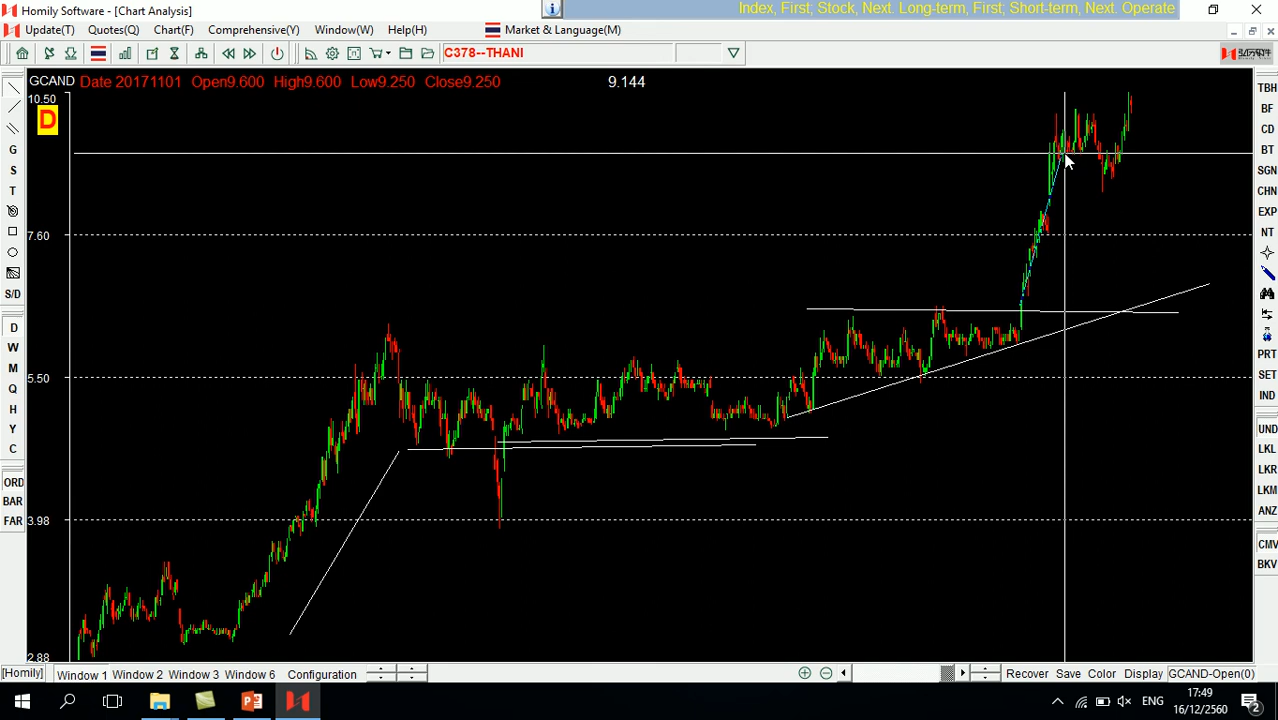 Homily Software - [Chart Analysis]
Index, First; Stock, Next. Long-term, First; Short-term, Next. Operate
Update(T) Quotes(Q) Chart(F) Comprehensive(Y) Window(W) Help(H) Market & Language(M)
C378--THANI
GCAND Date 20171101 Open9.600 High9.600 Low9.250 Close9.250 9.144
10.50
D
7.60
5.50
3.98
2.88
G
S
T
S/D
D
W
M
Q
H
Y
C
ORD
BAR
FAR
TBH
BF
CD
BT
SGN
CHN
EXP
NT
PRT
SET
IND
UND
LKL
LKR
LKM
ANZ
CMV
BKV
[Homily] Window 1 Window 2 Window 3 Window 6 Configuration Recover Save Color Display GCAND-Open(0)
ENG
17:49
16/12/2560
2